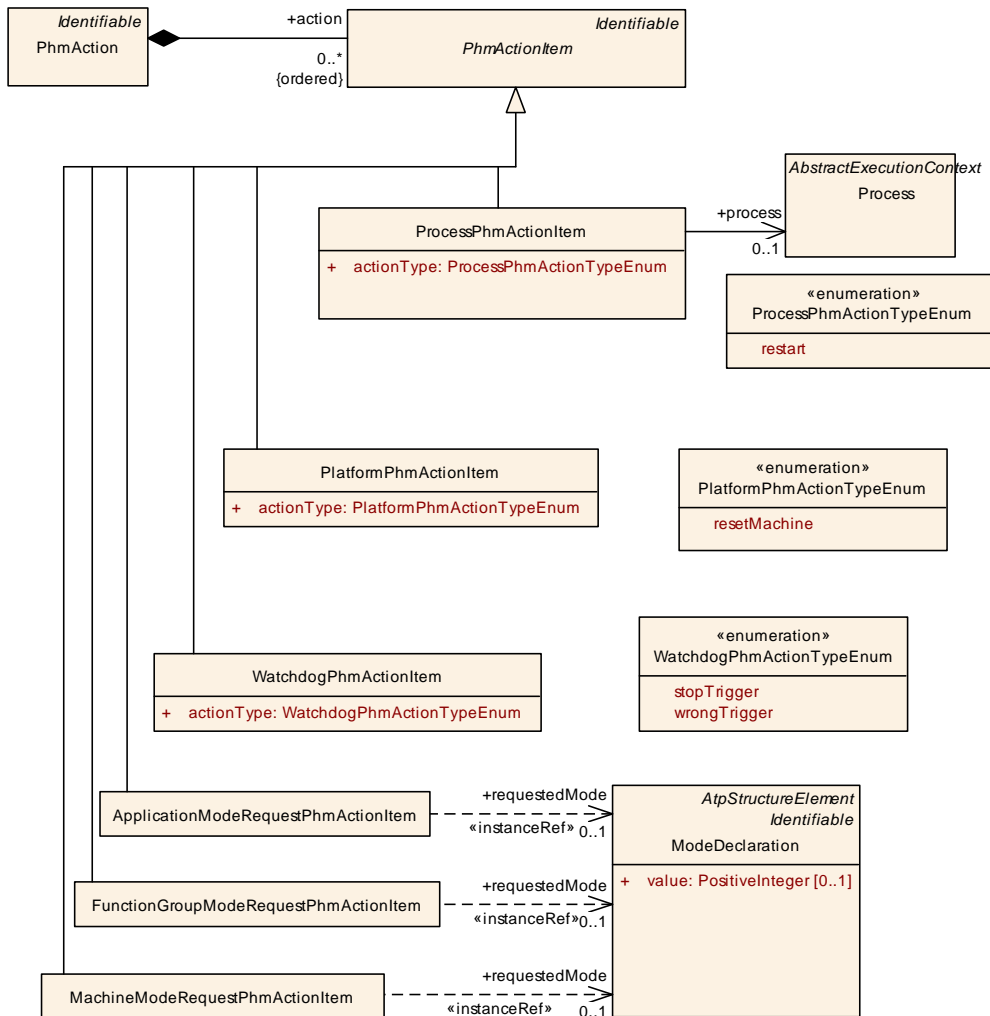 Identifiable
PhmAction
+action
0..*
{ordered}
Identifiable
PhmActionItem
AbstractExecutionContext
Process
+process
0..1
ProcessPhmActionItem
+ actionType: ProcessPhmActionTypeEnum
«enumeration»
ProcessPhmActionTypeEnum
restart
PlatformPhmActionItem
+ actionType: PlatformPhmActionTypeEnum
«enumeration»
PlatformPhmActionTypeEnum
resetMachine
«enumeration»
WatchdogPhmActionTypeEnum
stopTrigger
wrongTrigger
WatchdogPhmActionItem
+ actionType: WatchdogPhmActionTypeEnum
ApplicationModeRequestPhmActionItem
+requestedMode
«instanceRef»
0..1
AtpStructureElement
Identifiable
ModeDeclaration
+ value: PositiveInteger [0..1]
FunctionGroupModeRequestPhmActionItem
+requestedMode
«instanceRef»
0..1
MachineModeRequestPhmActionItem
+requestedMode
«instanceRef»
0..1